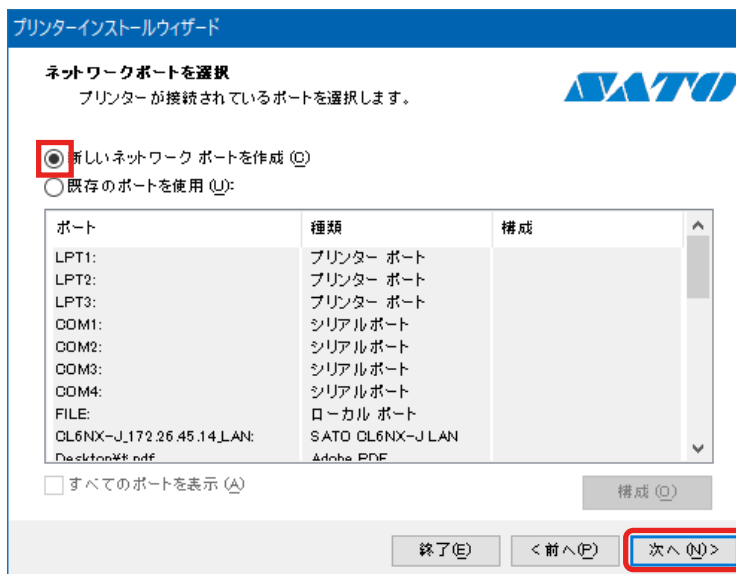 プリンターインストールウィザード
ネットワークポートを選択
プリンターが接続されているポートを選択します。
SATO
新しいネットワーク ポートを作成 (C)
既存のポートを使用 (U):
ポート 種類 構成
LPT1: プリンター ポート
LPT2: プリンター ポート
LPT3: プリンター ポート
COM1: シリアル ポート
COM2: シリアル ポート
COM3: シリアル ポート
COM4: シリアル ポート
FILE: ローカル ポート
CL6NX-J_172.26.45.14_LAN: SATO CL6NX-J LAN
Desktop¥*.pdf Adobe PDF
すべてのポートを表示 (A)
構成 (O)
終了(E) <前へ(P) 次へ (N)>